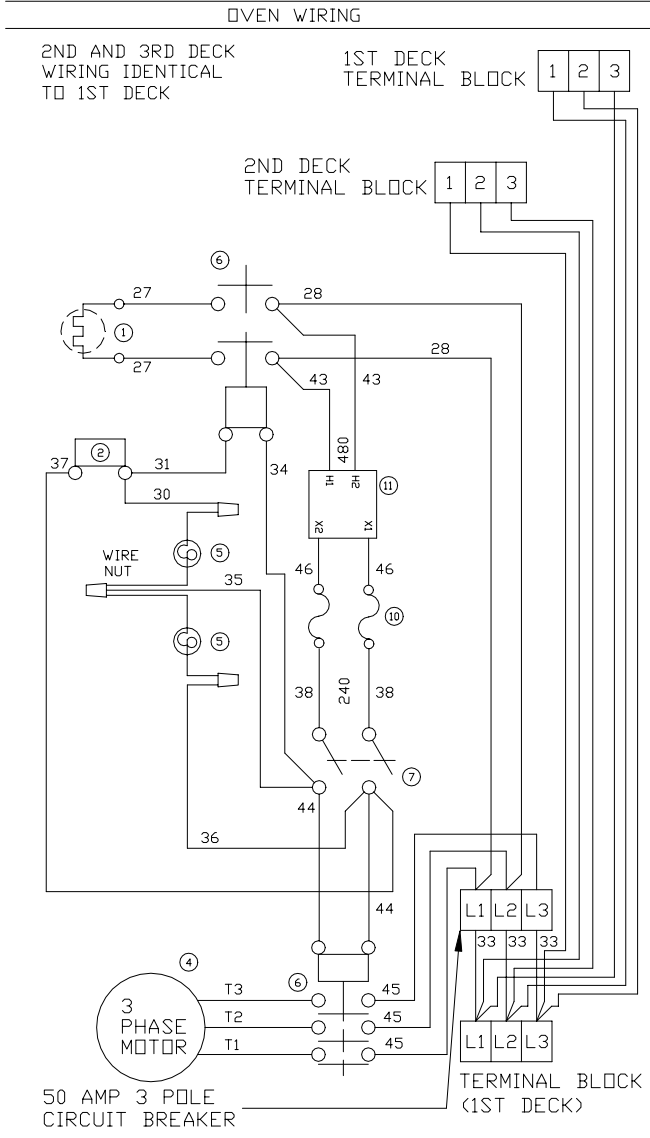 OVEN WIRING
2ND AND 3RD DECK
WIRING IDENTICAL
TO 1ST DECK
1ST DECK
TERMINAL BLOCK
1 2 3
2ND DECK
TERMINAL BLOCK
1 2 3
6
27
28
1
27
28
43
43
480
2
37
31
34
H1 H2
11
30
X2 X1
WIRE
NUT
5
35
46
46
10
5
38
240
38
7
44
36
44
L1 L2 L3
33 33 33
4
6
3
PHASE
MOTOR
T3
45
T2
45
T1
45
L1 L2 L3
50 AMP 3 POLE
CIRCUIT BREAKER
TERMINAL BLOCK
(1ST DECK)